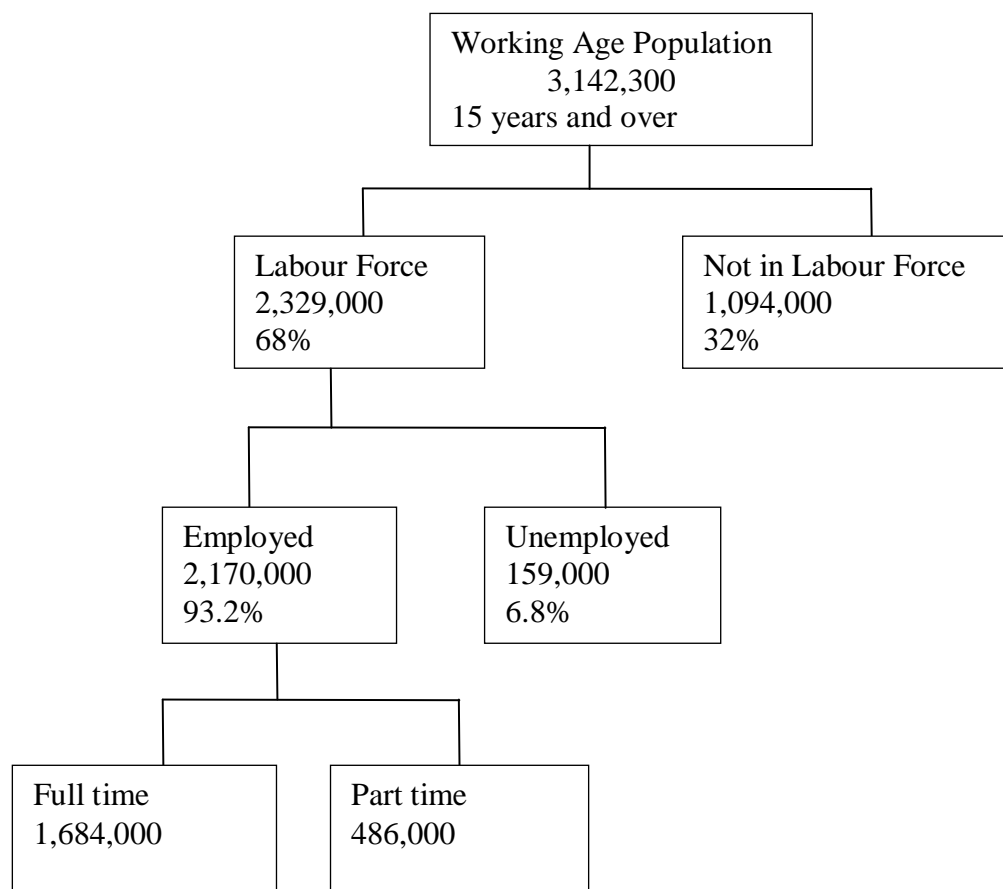 Working Age Population
3,142,300
15 years and over
Labour Force
2,329,000
68%
Not in Labour Force
1,094,000
32%
Employed
2,170,000
93.2%
Unemployed
159,000
6.8%
Full time
1,684,000
Part time
486,000